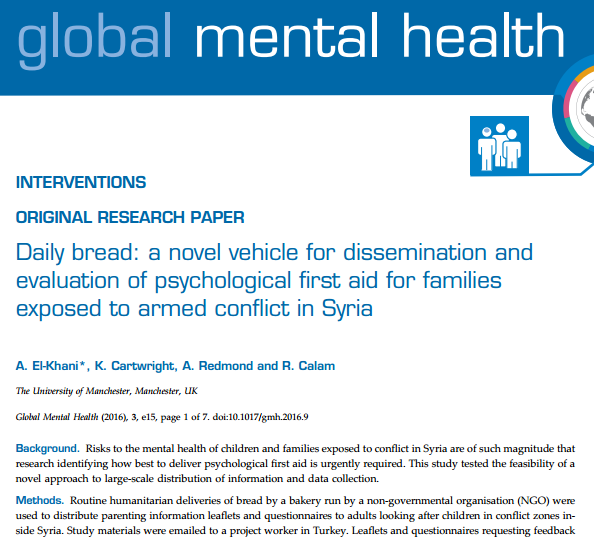 global mental health
INTERVENTIONS
ORIGINAL RESEARCH PAPER
Daily bread: a novel vehicle for dissemination and
evaluation of psychological first aid for families
exposed to armed conflict in Syria
A. El-Khani*, K. Cartwright, A. Redmond and R. Calam
The University of Manchester, Manchester, UK
Global Mental Health (2016), 3, e15, page 1 of 7. doi:10.1017/gmh.2016.9
Background. Risks to the mental health of children and families exposed to conflict in Syria are of such magnitude that
research identifying how best to deliver psychological first aid is urgently required. This study tested the feasibility of a
novel approach to large-scale distribution of information and data collection.
Methods. Routine humanitarian deliveries of bread by a bakery run by a non-governmental organisation (NGO) were
used to distribute parenting information leaflets and questionnaires to adults looking after children in conflict zones in-
side Syria. Study materials were emailed to a project worker in Turkey. Leaflets and questionnaires requesting feedback